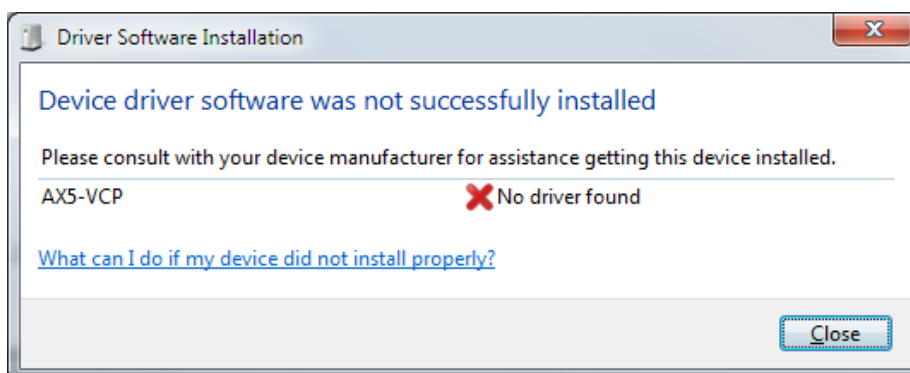 Driver Software Installation
Device driver software was not successfully installed
Please consult with your device manufacturer for assistance getting this device installed.
AX5-VCP No driver found
What can I do if my device did not install properly?
Close